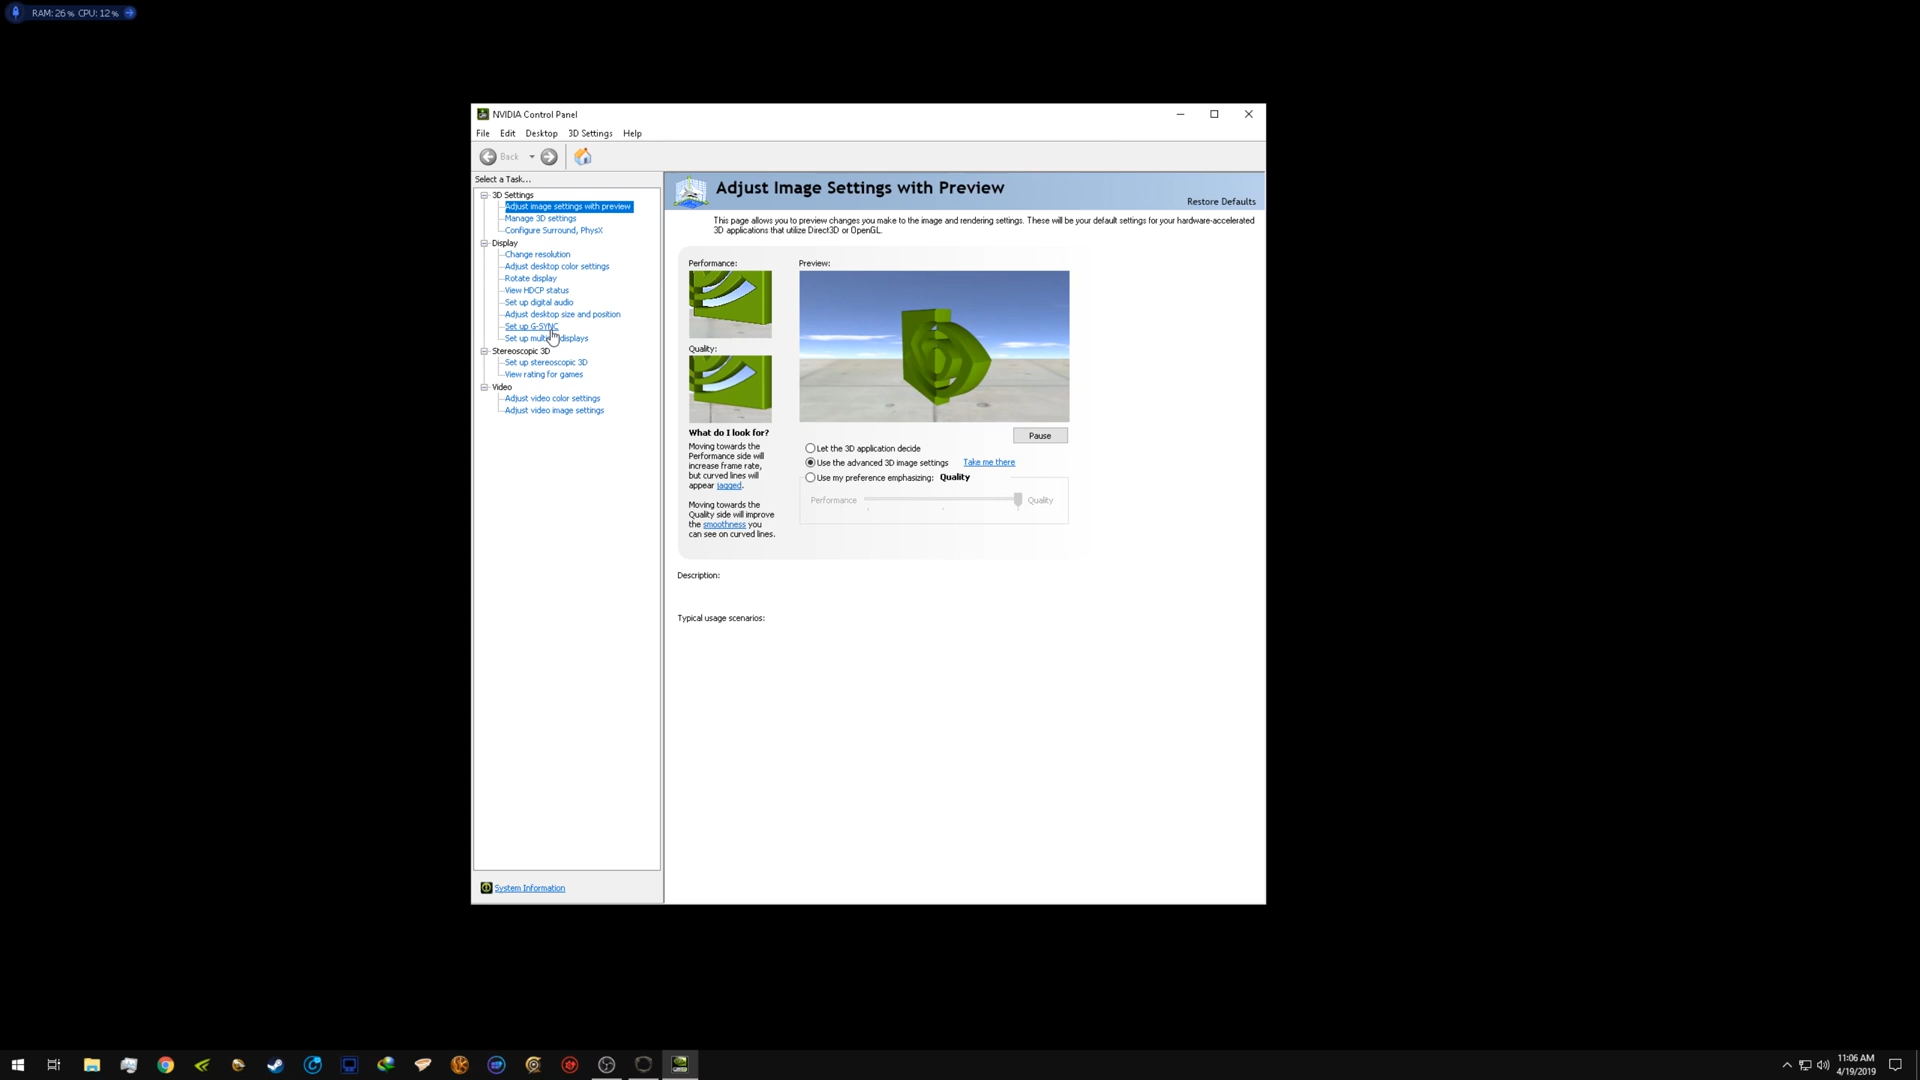 RAM: 26 % CPU: 12 %
NVIDIA Control Panel
File Edit Desktop 3D Settings Help
Back
Select a Task...
3D Settings
Adjust image settings with preview
Manage 3D settings
Configure Surround, PhysX
Display
Change resolution
Adjust desktop color settings
Rotate display
View HDCP status
Set up digital audio
Adjust desktop size and position
Set up G-SYNC
Set up displays
Stereoscopic 3D
Set up stereoscopic 3D
View rating for games
Video
Adjust video color settings
Adjust video image settings
System Information
Adjust Image Settings with Preview
Restore Defaults
This page allows you to preview changes you make to the image and rendering settings. These will be your default settings for your hardware-accelerated
3D applications that utilize Direct3D or OpenGL.
Performance:
Quality:
What do I look for?
Moving towards the
Performance side will
increase frame rate,
but curved lines will
appear jagged.
Moving towards the
Quality side will improve
the smoothness you
can see on curved lines.
Preview:
Pause
Let the 3D application decide
Use the advanced 3D image settings Take me there
Use my preference emphasizing: Quality
Performance Quality
Description:
Typical usage scenarios:
11:06 AM
4/19/2019